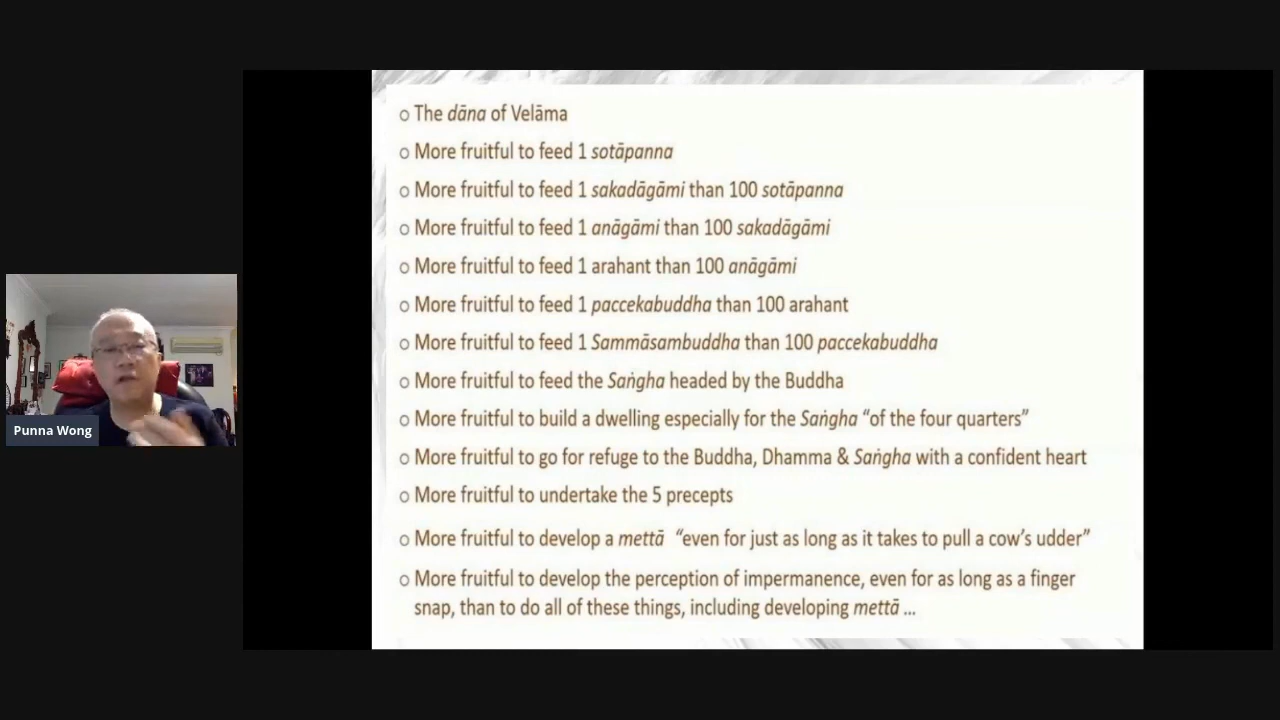 o The dāna of Velāma
o More fruitful to feed 1 sotāpanna
o More fruitful to feed 1 sakadāgāmi than 100 sotāpanna
o More fruitful to feed 1 anāgāmi than 100 sakadāgāmi
o More fruitful to feed 1 arahant than 100 anāgāmi
o More fruitful to feed 1 paccekabuddha than 100 arahant
o More fruitful to feed 1 Sammāsambuddha than 100 paccekabuddha
o More fruitful to feed the Saṅgha headed by the Buddha
o More fruitful to build a dwelling especially for the Saṅgha “of the four quarters”
o More fruitful to go for refuge to the Buddha, Dhamma & Saṅgha with a confident heart
o More fruitful to undertake the 5 precepts
o More fruitful to develop a mettā “even for just as long as it takes to pull a cow’s udder”
o More fruitful to develop the perception of impermanence, even for as long as a finger
snap, than to do all of these things, including developing mettā ...
Punna Wong